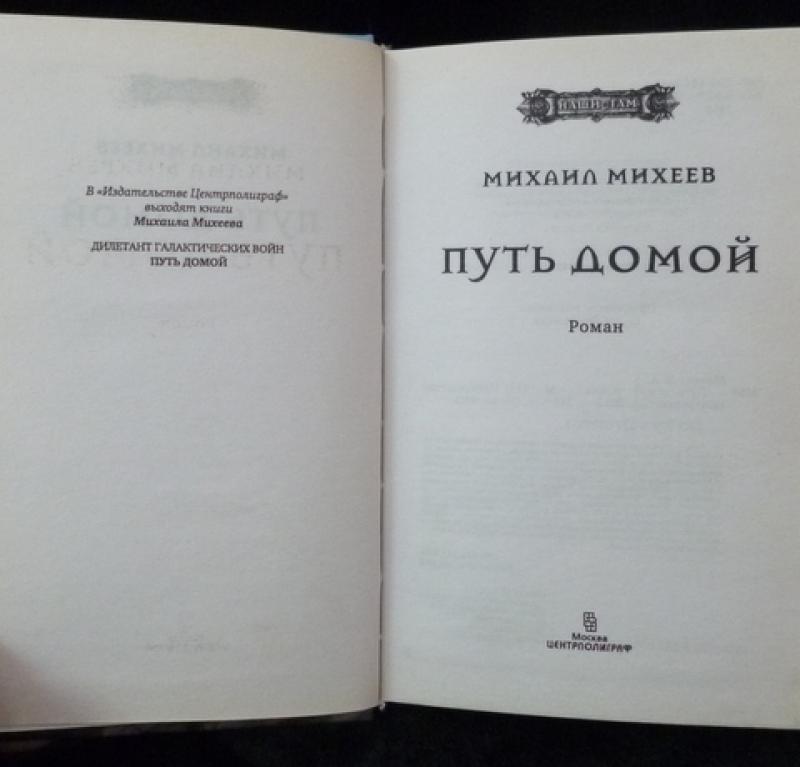 В «Издательстве Центрполиграф»
выходят книги
Михаила Михеева
ДИЛЕТАНТ ГАЛАКТИЧЕСКИХ ВОЙН
ПУТЬ ДОМОЙ
НАШИ ТАМ
МИХАИЛ МИХЕЕВ
ПУТЬ ДОМОЙ
Роман
Москва
ЦЕНТРПОЛИГРАФ